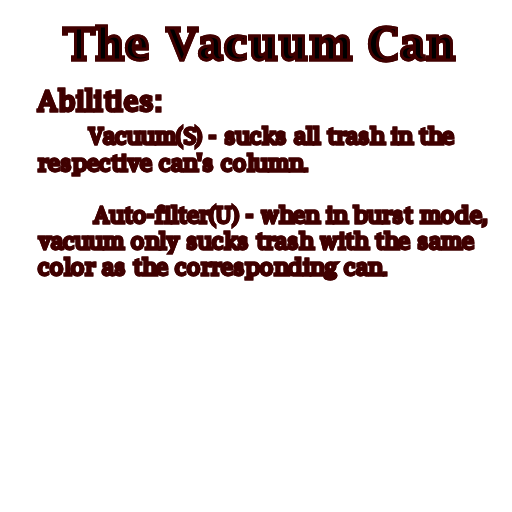 The Vacuum Can
Abilities:
Vacuum(S) - sucks all trash in the
respective can's column.
Auto-filter(U) - when in burst mode,
vacuum only sucks trash with the same
color as the corresponding can.